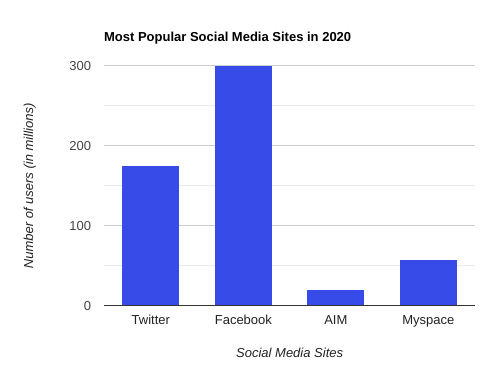 Most Popular Social Media Sites in 2020
Number of users (in millions)
300
200
100
0
Twitter Facebook AIM Myspace
Social Media Sites